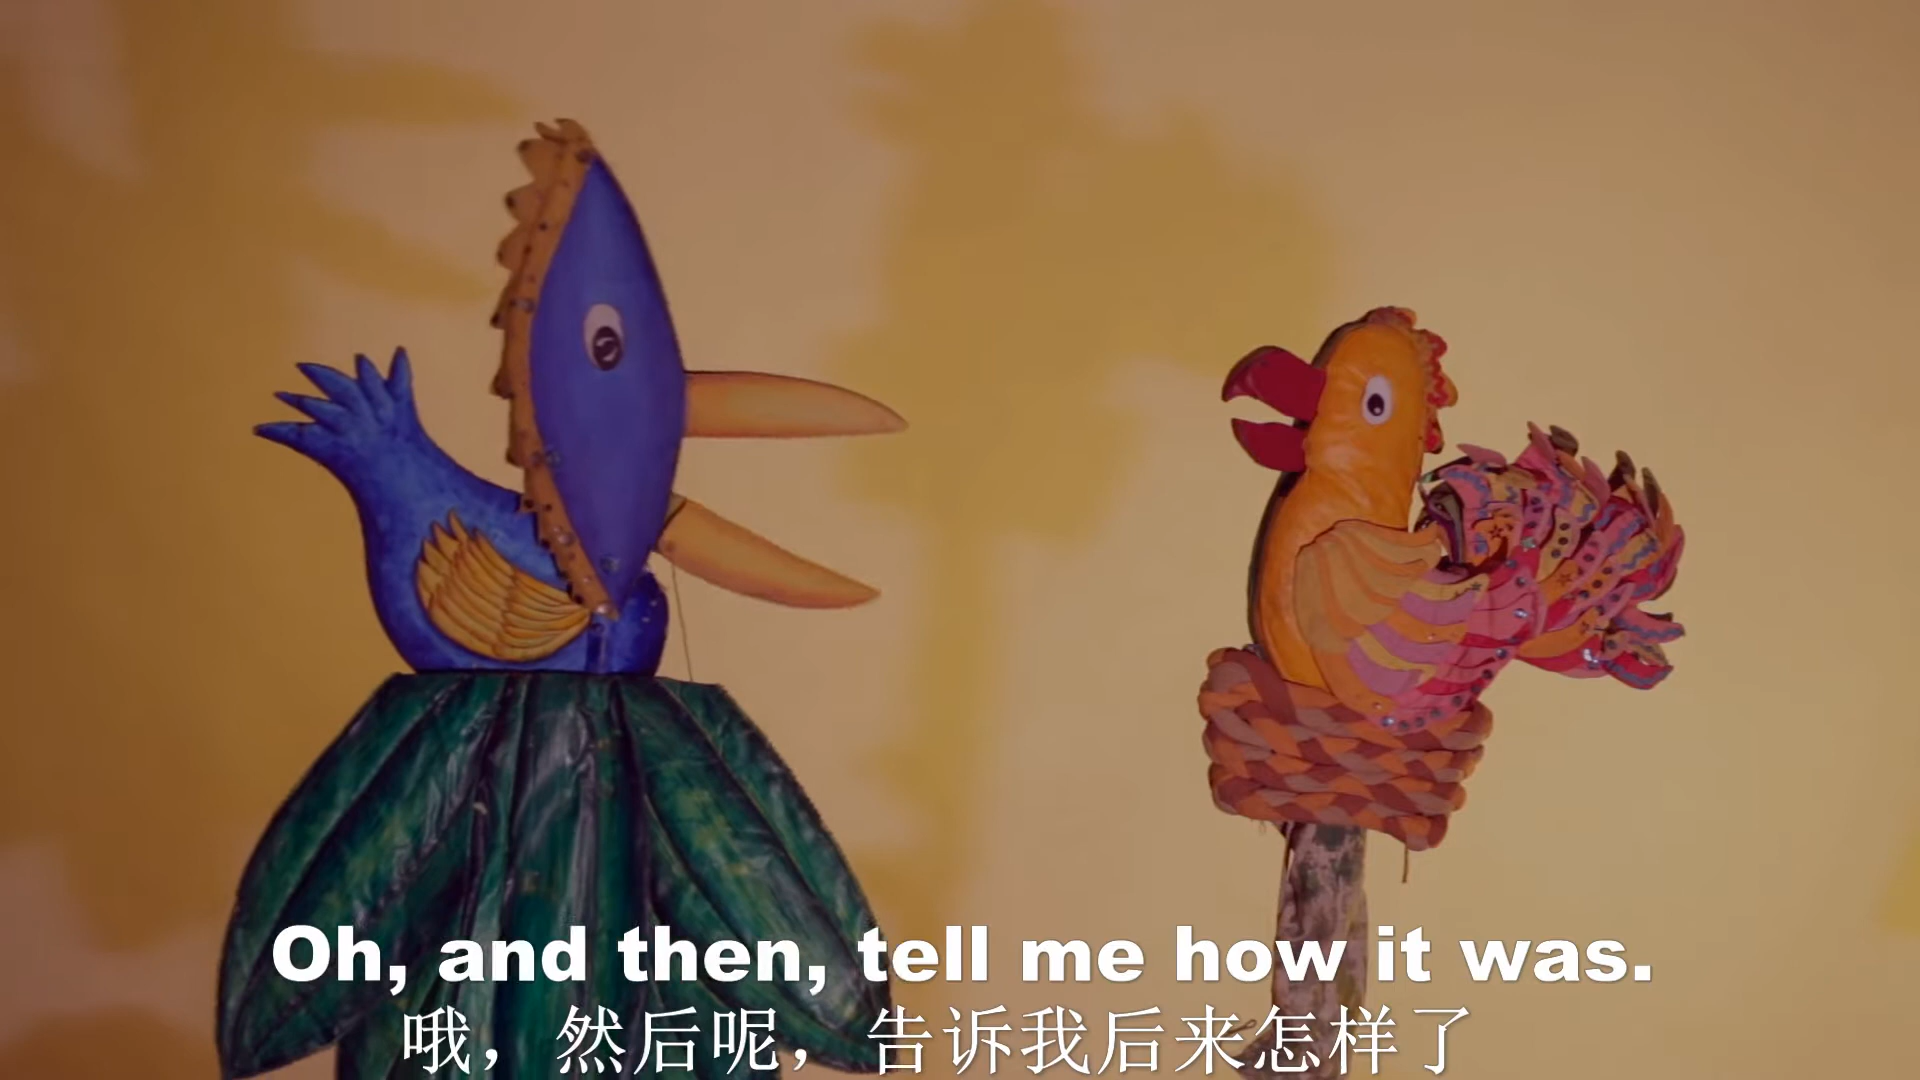 Oh, and then, tell me how it was.
哦，然后呢，告诉我后来怎样了